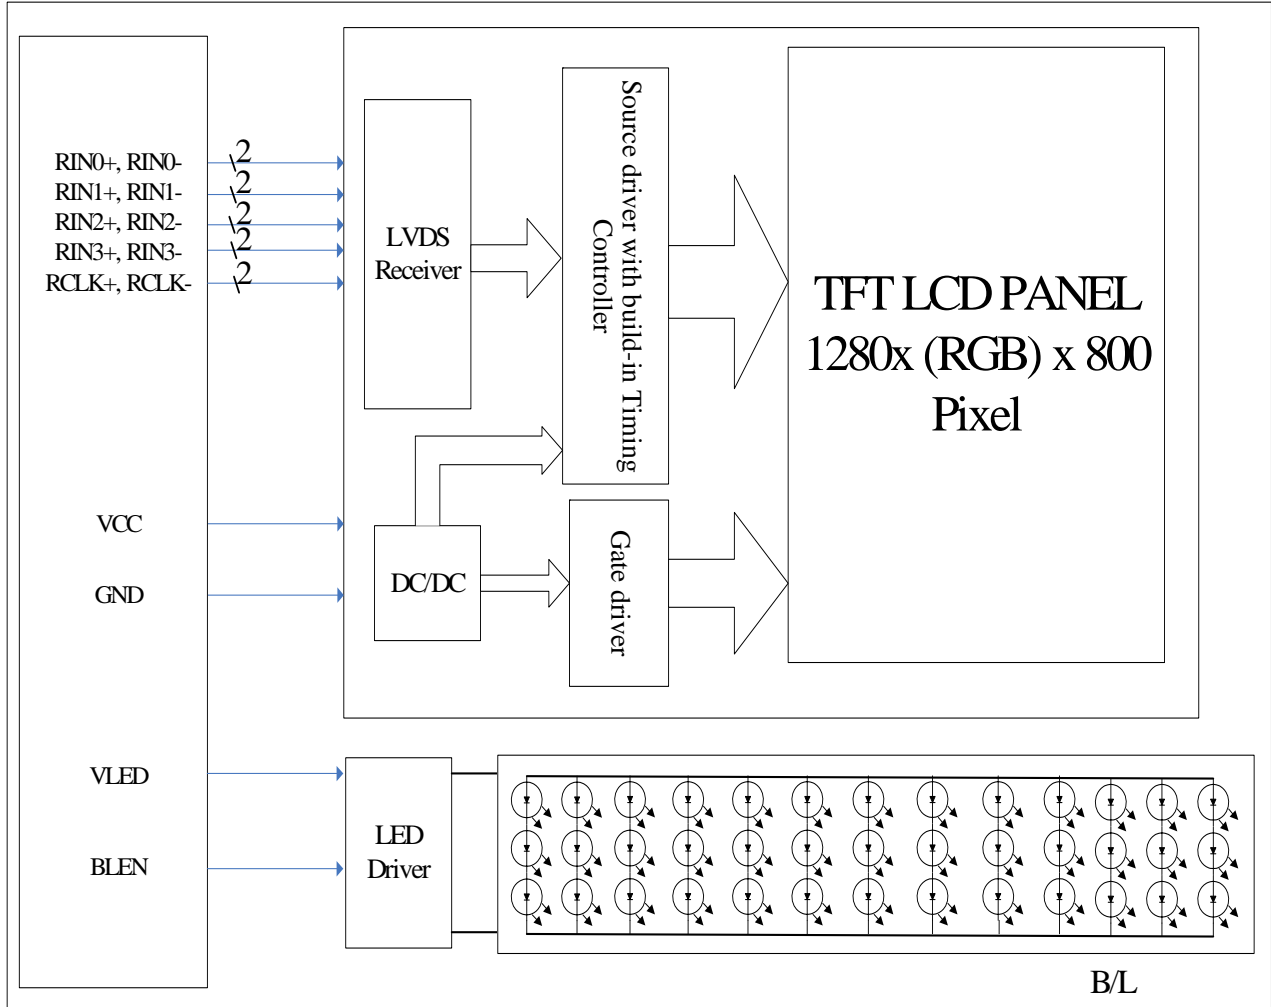 RIN0+, RIN0-
2
RIN1+, RIN1-
2
RIN2+, RIN2-
2
RIN3+, RIN3-
2
RCLK+, RCLK-
2
VCC
GND
VLED
BLEN
LVDS
Receiver
Source driver with build-in Timing
Controller
TFT LCD PANEL
1280x (RGB) x 800
Pixel
DC/DC
Gate driver
LED
Driver
B/L